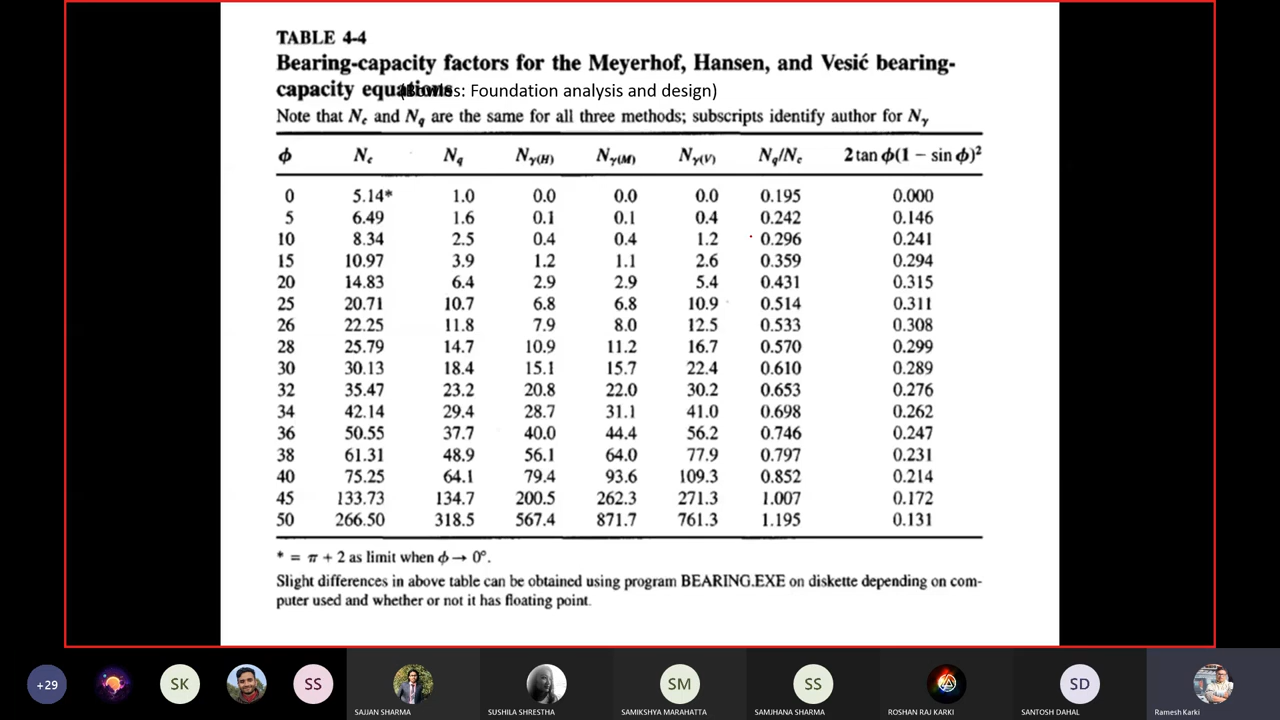 TABLE 4-4
Bearing-capacity factors for the Meyerhof, Hansen, and Vesić bearing-
capacity equations
(Bowles: Foundation analysis and design)
Note that Nc and Nq are the same for all three methods; subscripts identify author for Nγ
ϕ Nc Nq Nγ(H) Nγ(M) Nγ(V) Nq/Nc 2 tan ϕ(1 − sin ϕ)²
0 5.14* 1.0 0.0 0.0 0.0 0.195 0.000
5 6.49 1.6 0.1 0.1 0.4 0.242 0.146
10 8.34 2.5 0.4 0.4 1.2 0.296 0.241
15 10.97 3.9 1.2 1.1 2.6 0.359 0.294
20 14.83 6.4 2.9 2.9 5.4 0.431 0.315
25 20.71 10.7 6.8 6.8 10.9 0.514 0.311
26 22.25 11.8 7.9 8.0 12.5 0.533 0.308
28 25.79 14.7 10.9 11.2 16.7 0.570 0.299
30 30.13 18.4 15.1 15.7 22.4 0.610 0.289
32 35.47 23.2 20.8 22.0 30.2 0.653 0.276
34 42.14 29.4 28.7 31.1 41.0 0.698 0.262
36 50.55 37.7 40.0 44.4 56.2 0.746 0.247
38 61.31 48.9 56.1 64.0 77.9 0.797 0.231
40 75.25 64.1 79.4 93.6 109.3 0.852 0.214
45 133.73 134.7 200.5 262.3 271.3 1.007 0.172
50 266.50 318.5 567.4 871.7 761.3 1.195 0.131
* = π + 2 as limit when ϕ → 0°.
Slight differences in above table can be obtained using program BEARING.EXE on diskette depending on com-
puter used and whether or not it has floating point.
+29 SK SS SM SS SD
SAJJAN SHARMA SUSHILA SHRESTHA SAMIKSHYA MARAHATTA SAMJHANA SHARMA ROSHAN RAJ KARKI SANTOSH DAHAL Ramesh Karki